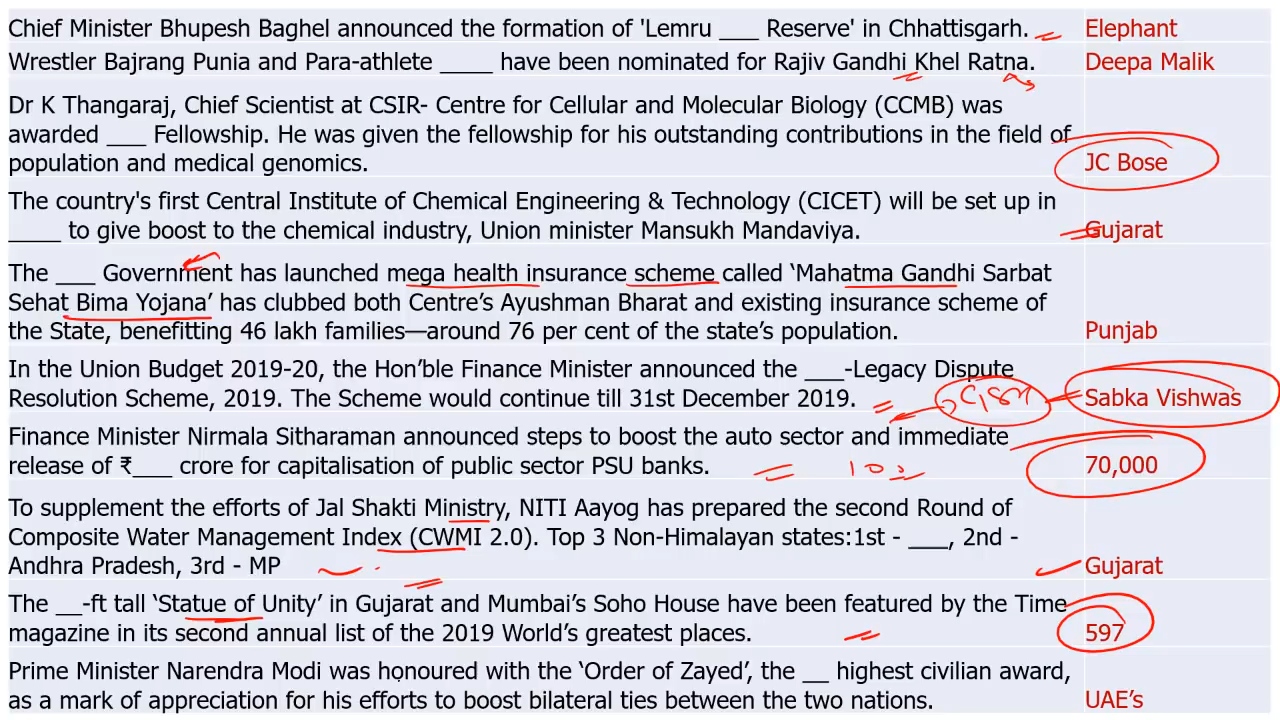 Chief Minister Bhupesh Baghel announced the formation of 'Lemru ___ Reserve' in Chhattisgarh. Elephant
Wrestler Bajrang Punia and Para-athlete ____ have been nominated for Rajiv Gandhi Khel Ratna. Deepa Malik
Dr K Thangaraj, Chief Scientist at CSIR- Centre for Cellular and Molecular Biology (CCMB) was
awarded ___ Fellowship. He was given the fellowship for his outstanding contributions in the field of
population and medical genomics. JC Bose
The country's first Central Institute of Chemical Engineering & Technology (CICET) will be set up in
____ to give boost to the chemical industry, Union minister Mansukh Mandaviya. Gujarat
The ___ Government has launched mega health insurance scheme called ‘Mahatma Gandhi Sarbat
Sehat Bima Yojana’ has clubbed both Centre’s Ayushman Bharat and existing insurance scheme of
the State, benefitting 46 lakh families—around 76 per cent of the state’s population. Punjab
In the Union Budget 2019-20, the Hon’ble Finance Minister announced the ___-Legacy Dispute
Resolution Scheme, 2019. The Scheme would continue till 31st December 2019. Sabka Vishwas
Finance Minister Nirmala Sitharaman announced steps to boost the auto sector and immediate
release of ₹___ crore for capitalisation of public sector PSU banks. 70,000
To supplement the efforts of Jal Shakti Ministry, NITI Aayog has prepared the second Round of
Composite Water Management Index (CWMI 2.0). Top 3 Non-Himalayan states:1st - ___, 2nd -
Andhra Pradesh, 3rd - MP Gujarat
The __-ft tall ‘Statue of Unity’ in Gujarat and Mumbai’s Soho House have been featured by the Time
magazine in its second annual list of the 2019 World’s greatest places. 597
Prime Minister Narendra Modi was honoured with the ‘Order of Zayed’, the __ highest civilian award,
as a mark of appreciation for his efforts to boost bilateral ties between the two nations. UAE’s